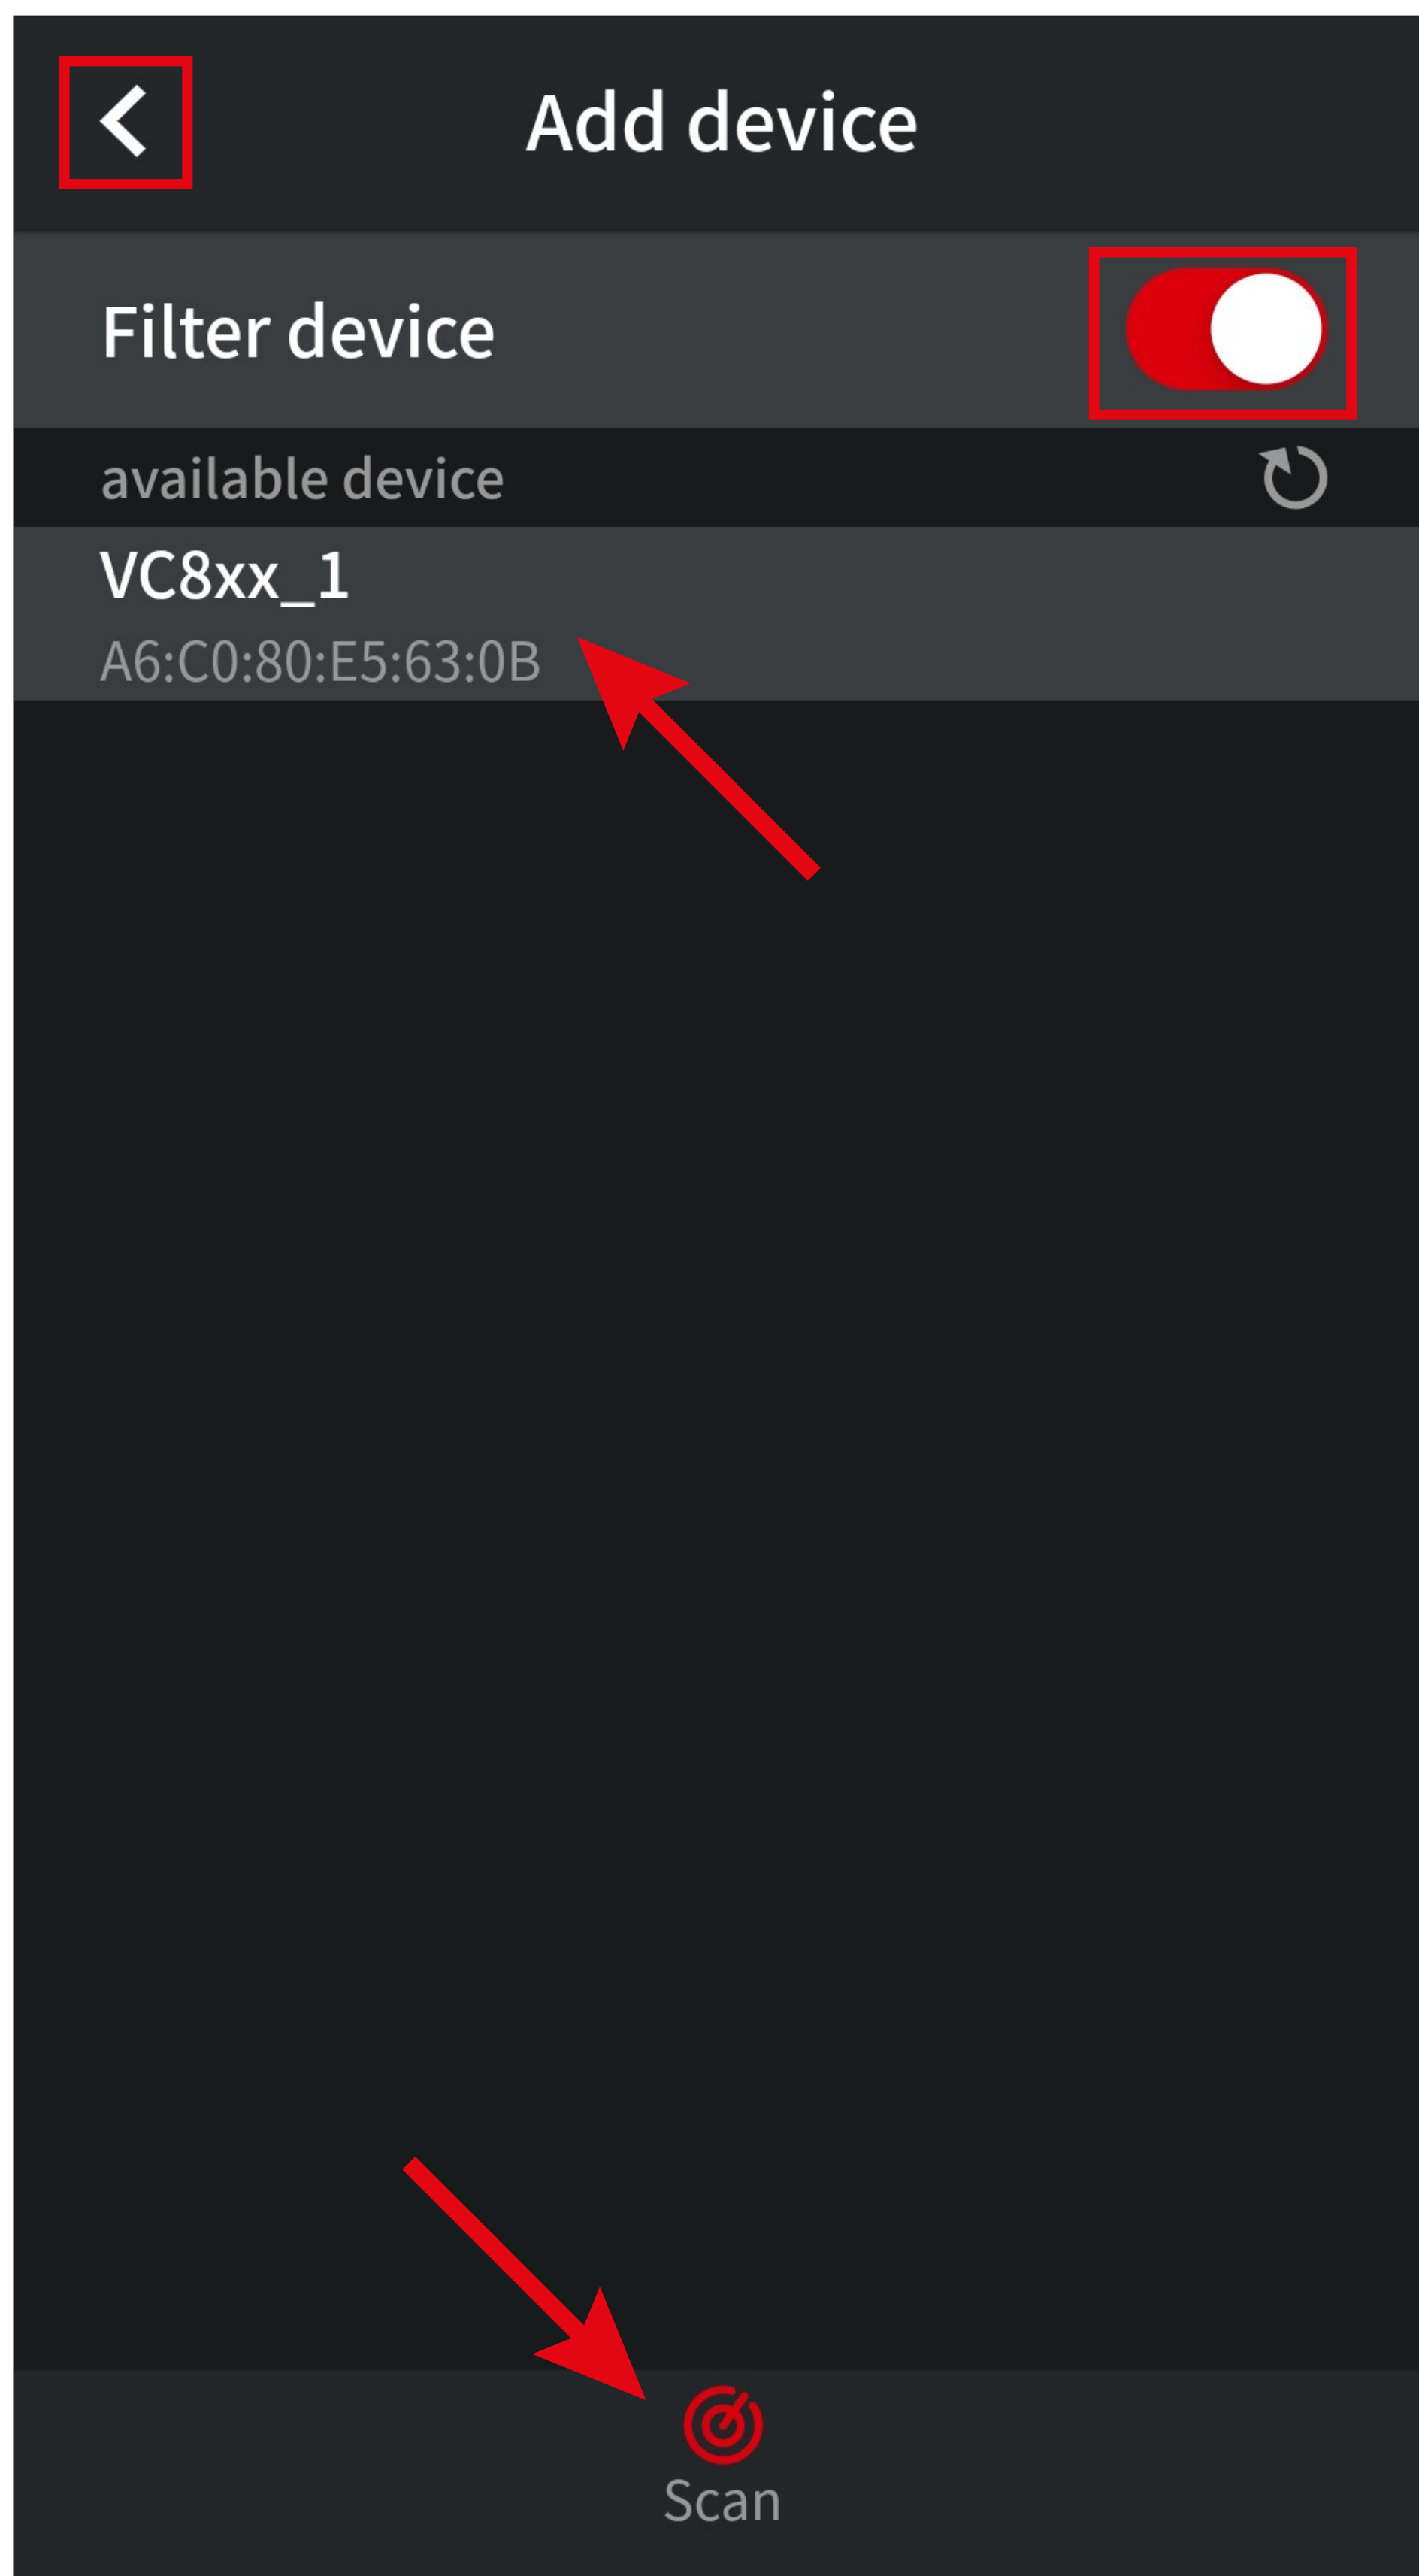 Add device
Filter device
available device
VC8xx_1
A6:C0:80:E5:63:0B
Scan